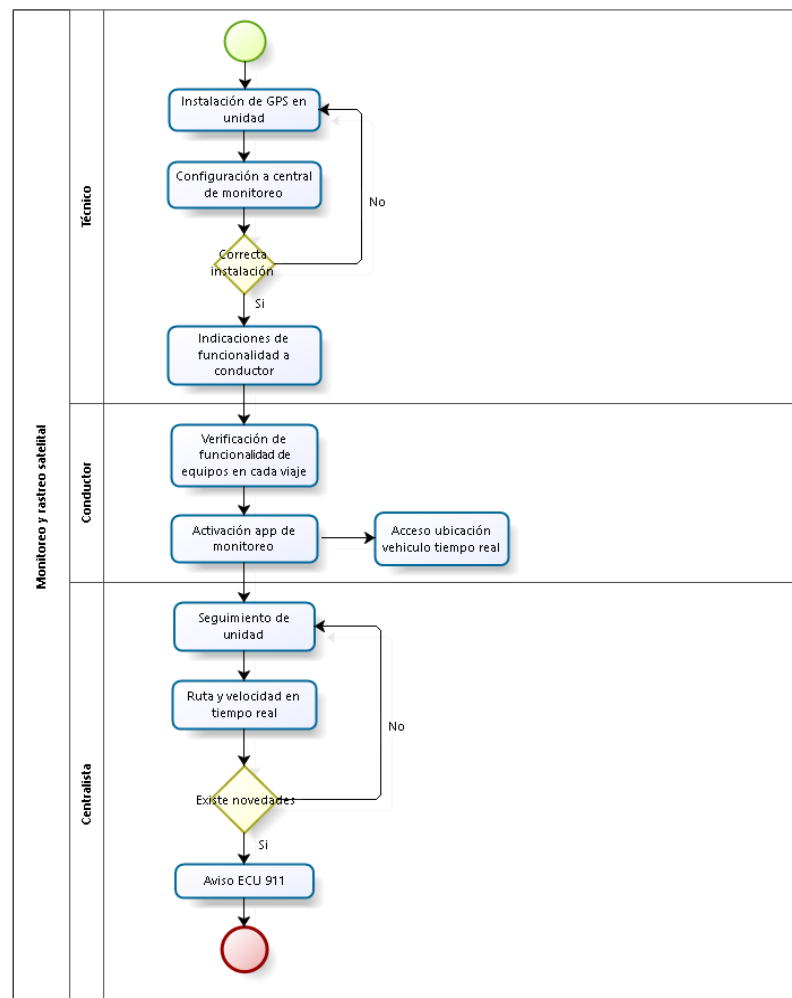 Monitoreo y rastreo satelital
Técnico
Instalación de GPS en
unidad
Configuración a central
de monitoreo
No
Correcta
instalación
Si
Indicaciones de
funcionalidad a
conductor
Conductor
Verificación de
funcionalidad de
equipos en cada viaje
Activación app de
monitoreo
Acceso ubicación
vehiculo tiempo real
Centralista
Seguimiento de
unidad
Ruta y velocidad en
tiempo real
No
Existe novedades
Si
Aviso ECU 911